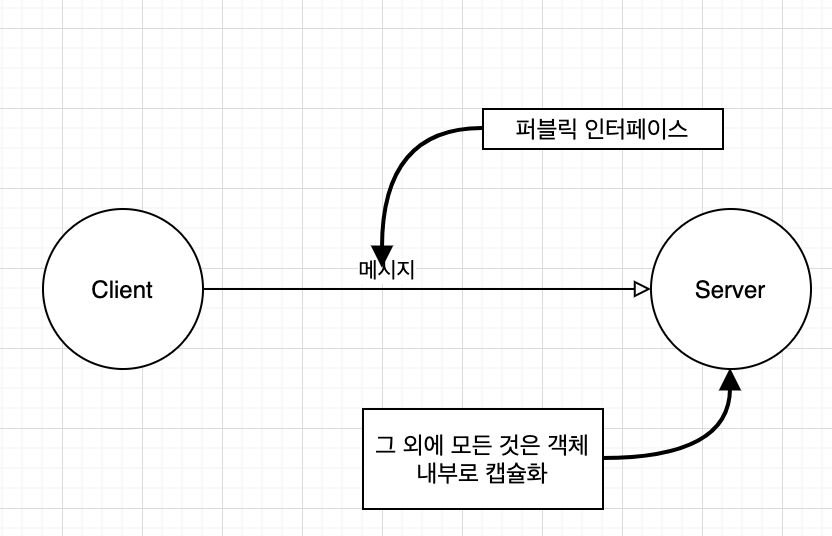 퍼블릭 인터페이스
메시지
Client
Server
그 외에 모든 것은 객체
내부로 캡슐화